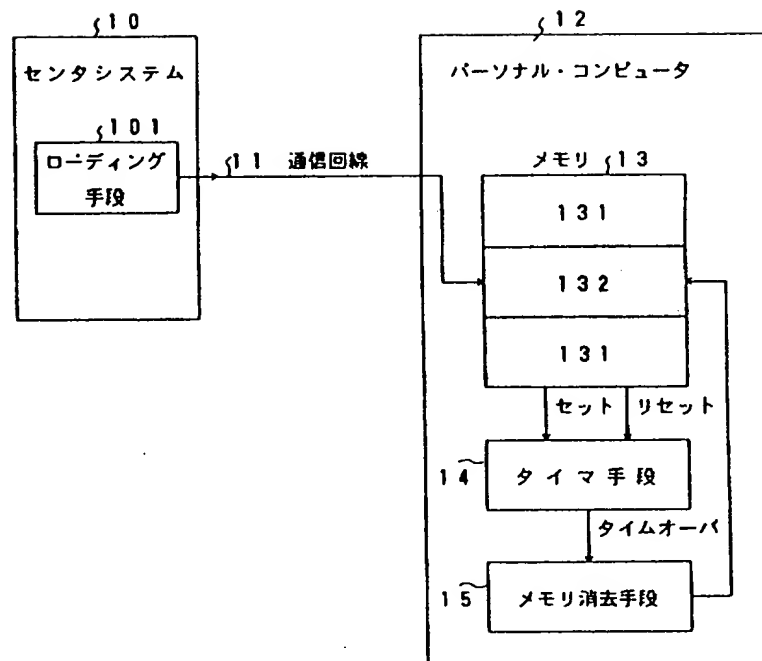 10
センタシステム
101
ローディング
手段
11 通信回線
12
パーソナル・コンピュータ
メモリ 13
131
132
131
セット リセット
14
タイマ手段
タイムオーバ
15
メモリ消去手段